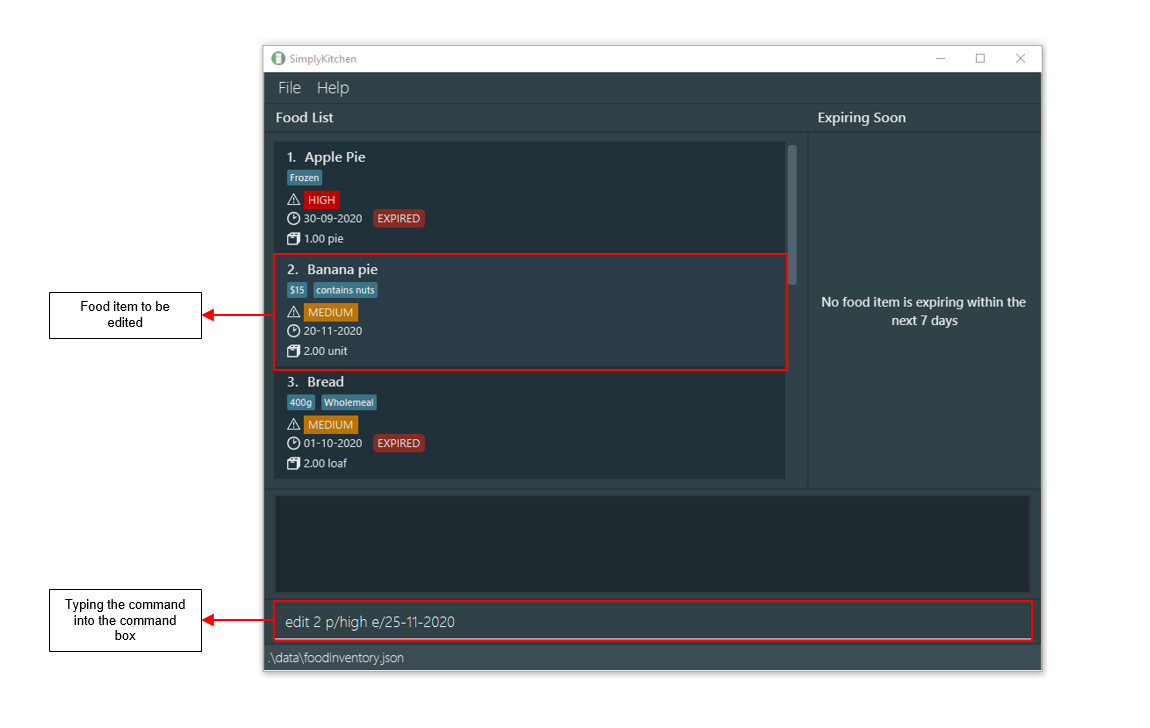 SimplyKitchen
File Help
Food List
Expiring Soon
1. Apple Pie
Frozen
HIGH
30-09-2020 EXPIRED
1.00 pie
2. Banana pie
$15 contains nuts
MEDIUM
20-11-2020
2.00 unit
3. Bread
400g Wholemeal
MEDIUM
01-10-2020 EXPIRED
2.00 loaf
No food item is expiring within the
next 7 days
Food item to be
edited
Typing the command
into the command
box
edit 2 p/high e/25-11-2020
.\data\foodInventory.json